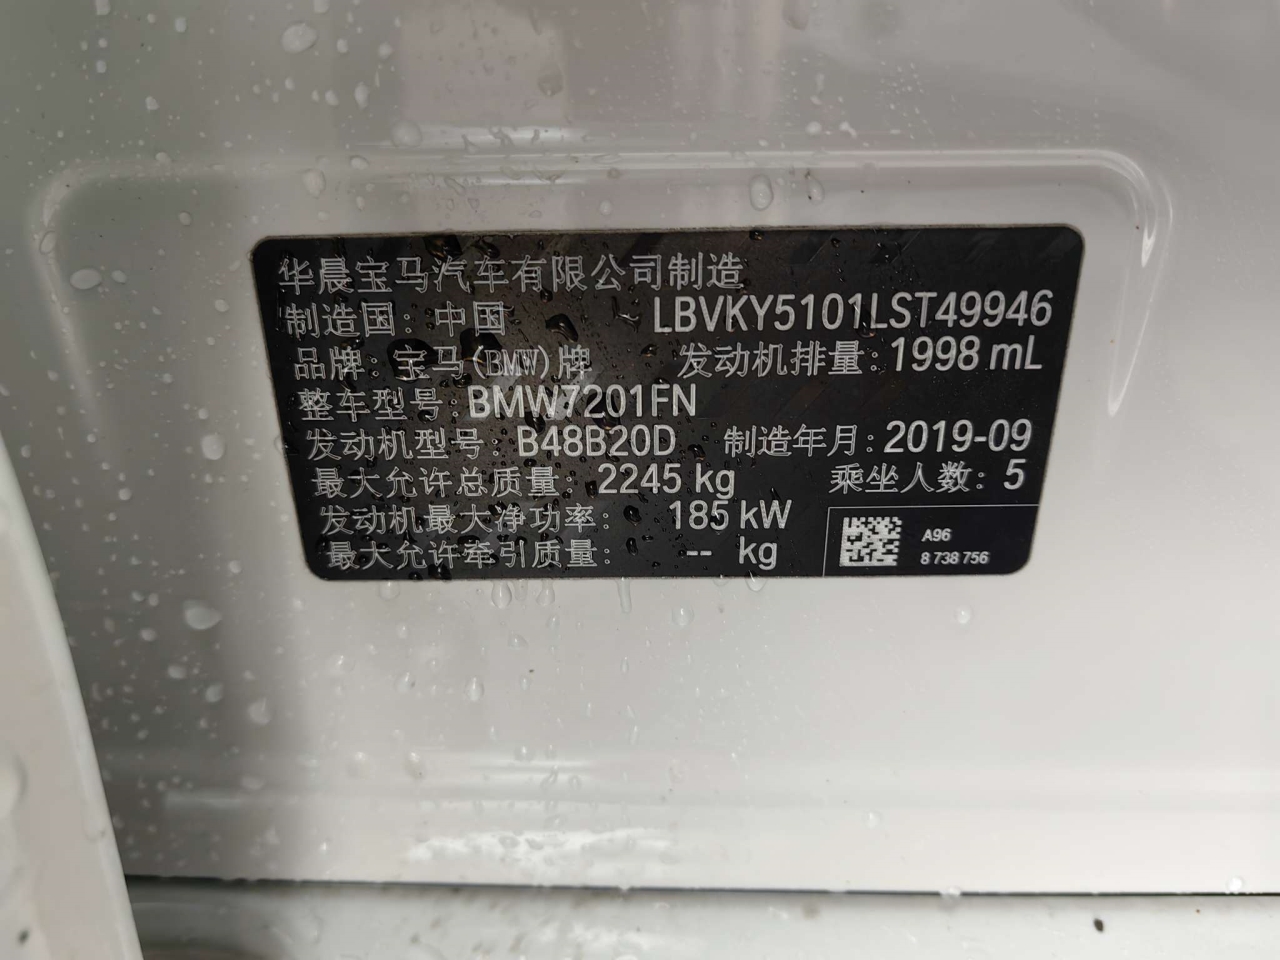 华晨宝马汽车有限公司制造
制造国: 中国 LBVKY5101LST49946
品牌: 宝马(BMW)牌 发动机排量: 1998 mL
整车型号: BMW7201FN
发动机型号: B48B20D 制造年月: 2019-09
最大允许总质量: 2245 kg 乘坐人数: 5
发动机最大净功率: 185 kW
最大允许牵引质量: -- kg
A96
8 738 756